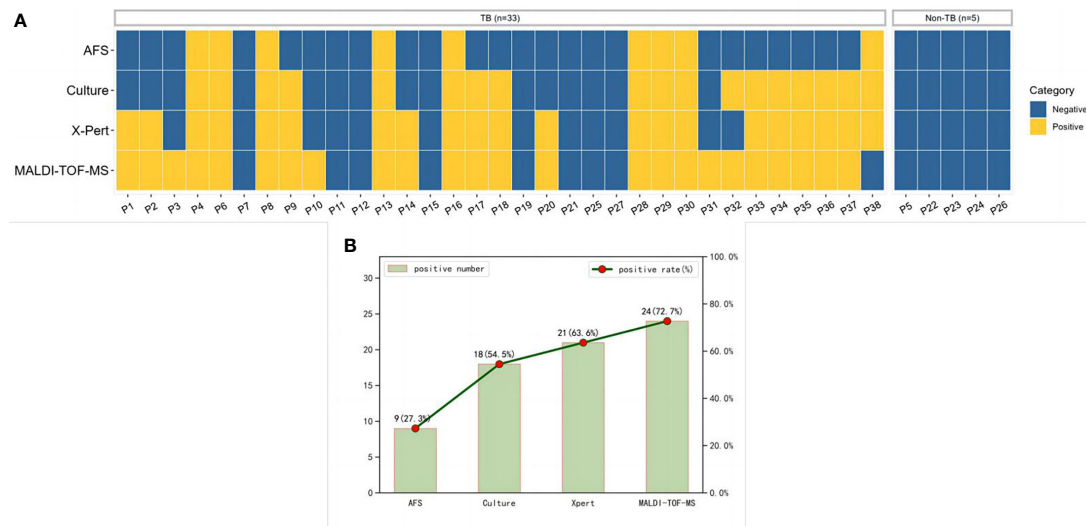 A
TB (n=33)
Non-TB (n=5)
AFS
Culture
X-Pert
MALDI-TOF-MS
Category
Negative
Positive
P1 P2 P3 P4 P6 P7 P8 P9 P10 P11 P12 P13 P14 P15 P16 P17 P18 P19 P20 P21 P25 P27 P28 P29 P30 P31 P32 P33 P34 P35 P36 P37 P38
P5 P22 P23 P24 P26
B
positive number
positive rate(%)
30
25
20
15
10
5
0
100.0%
80.0%
60.0%
40.0%
20.0%
0.0%
9(27.3%)
18(54.5%)
21(63.6%)
24(72.7%)
AFS Culture Xpert MALDI-TOF-MS